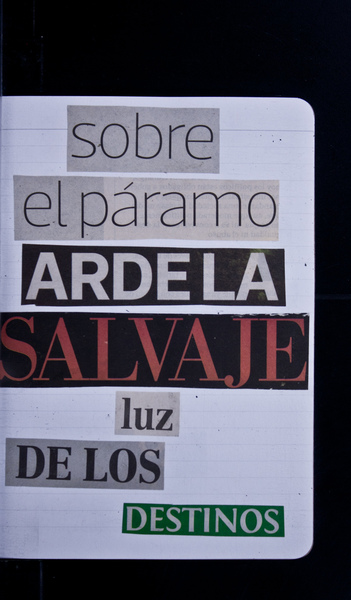 sobre
el páramo
ARDE LA
SALVAJE
luz
DE LOS
DESTINOS